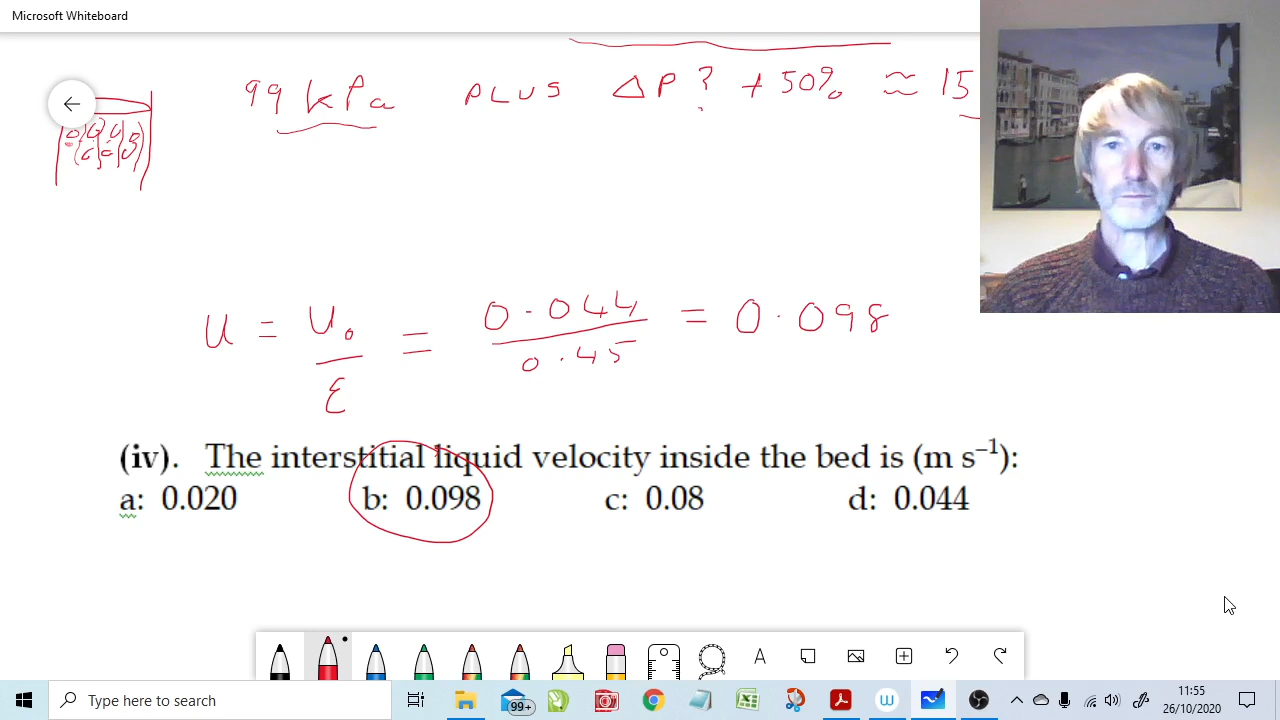 Microsoft Whiteboard
99 kPa PLUS ΔP ? + 50% ≈ 15
U = U₀ / ε = 0.044 / 0.45 = 0.098
(iv). The interstitial liquid velocity inside the bed is (m s⁻¹):
a: 0.020 b: 0.098 c: 0.08 d: 0.044
A
Type here to search
99+
W
11:55
26/10/2020